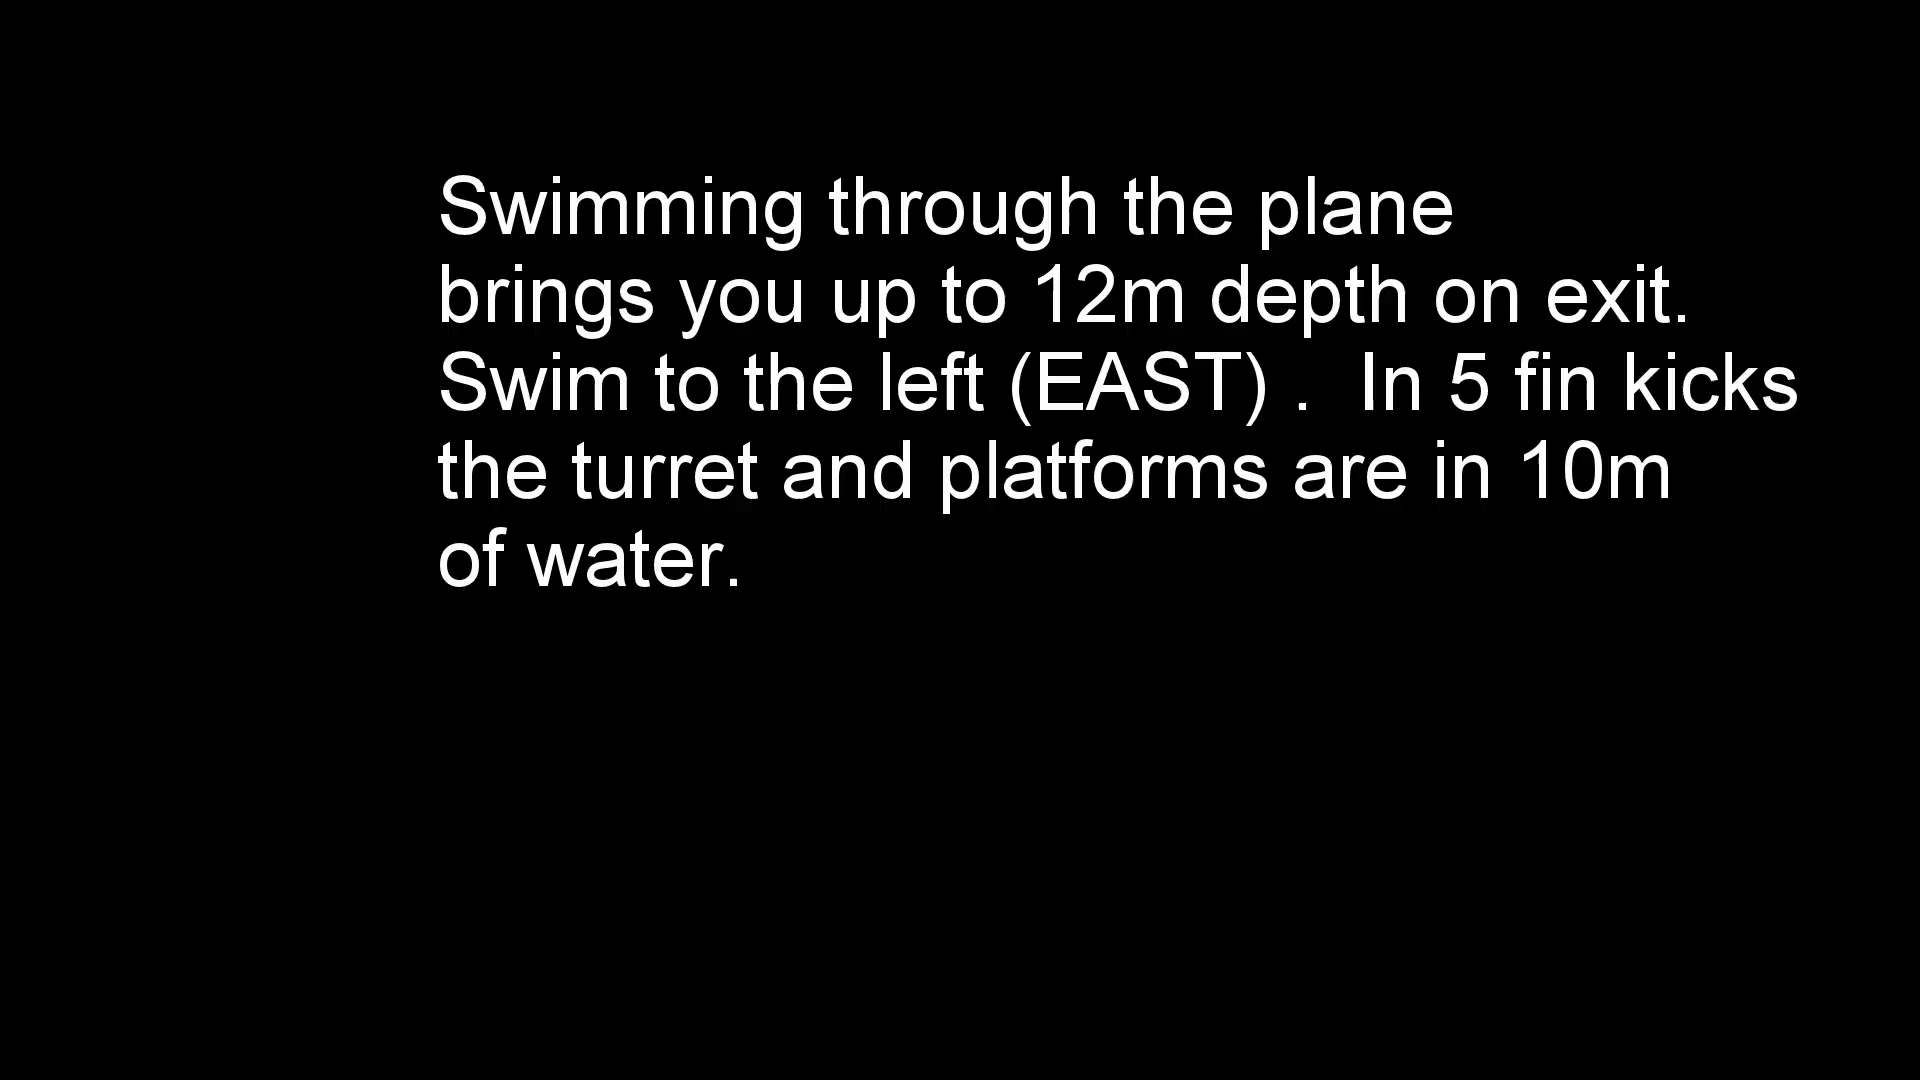 Swimming through the plane
brings you up to 12m depth on exit.
Swim to the left (EAST) .  In 5 fin kicks
the turret and platforms are in 10m
of water.